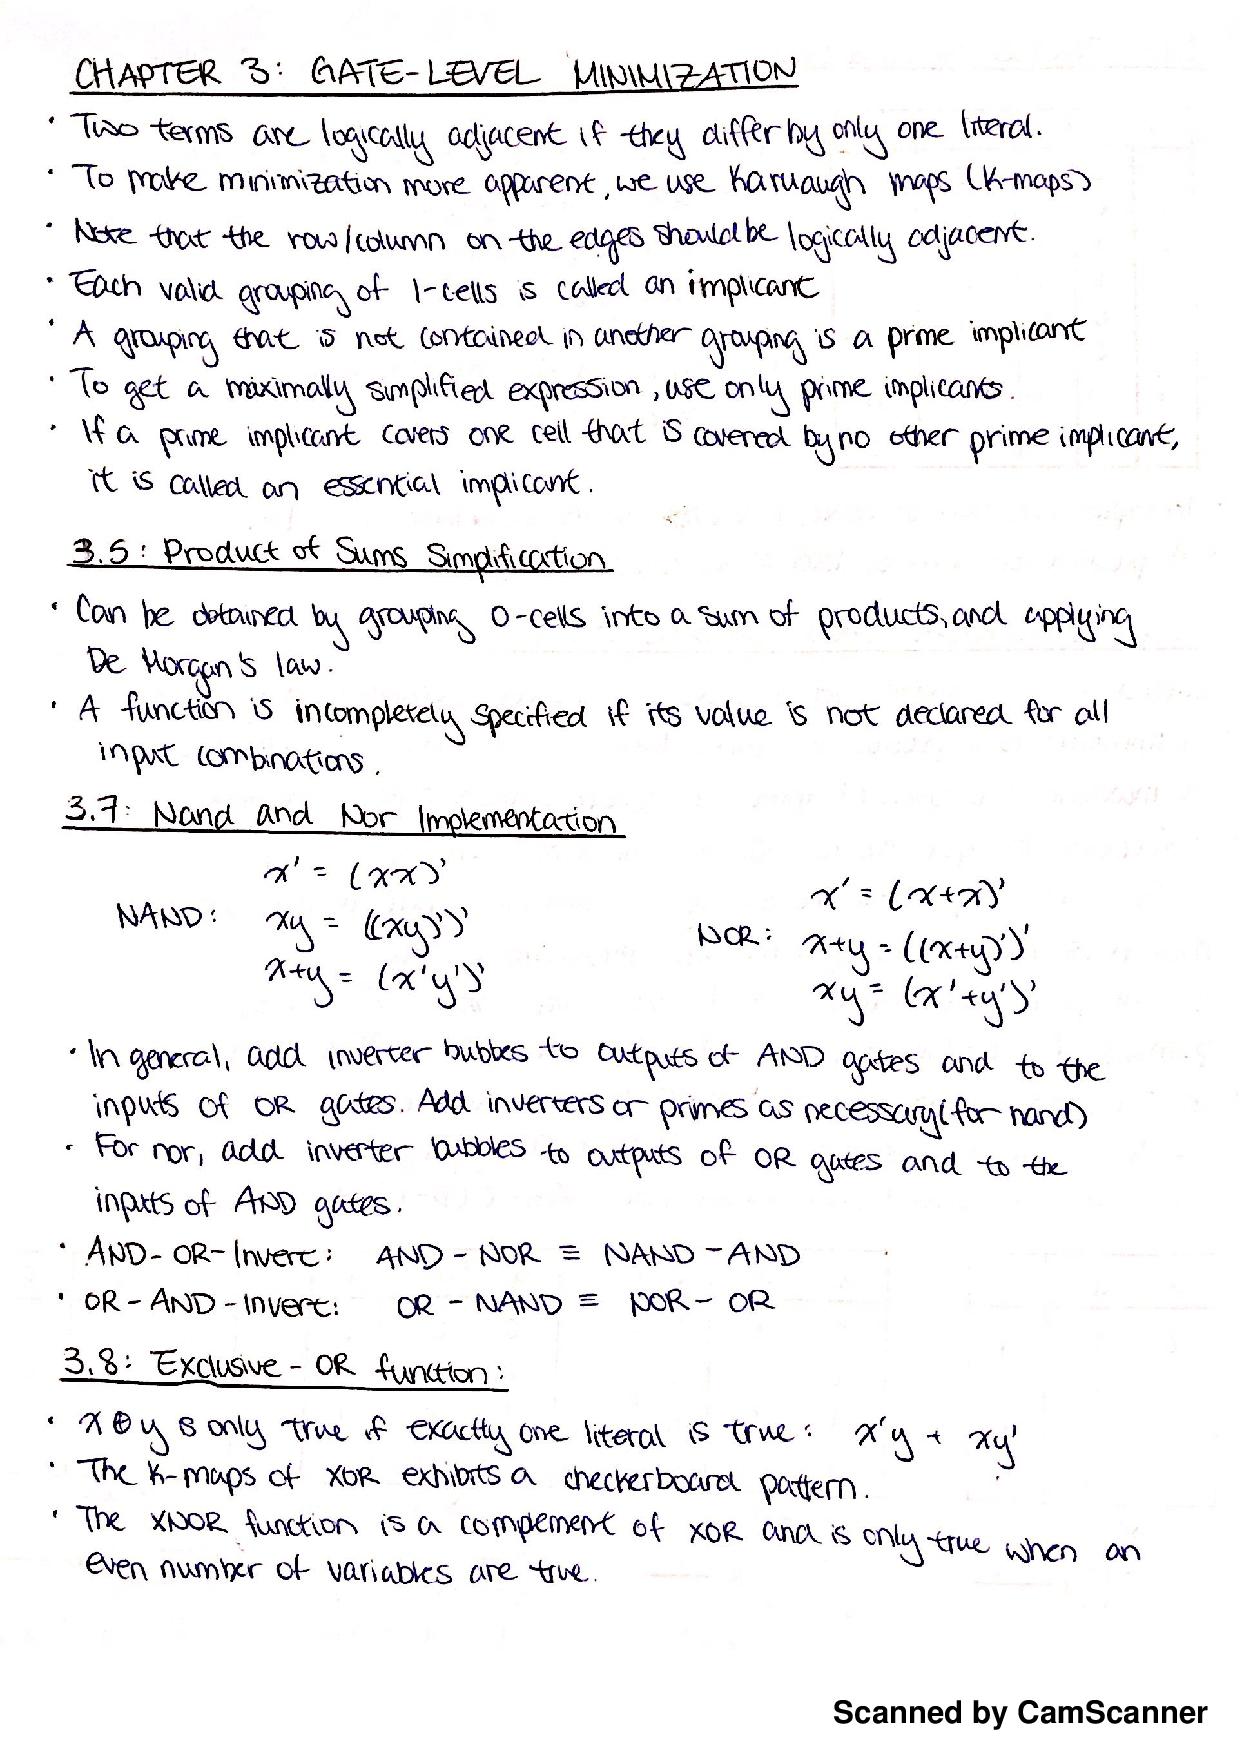 CHAPTER 3: GATE-LEVEL MINIMIZATION
· Two terms are logically adjacent if they differ by only one literal.
· To make minimization more apparent, we use Karnaugh maps (K-maps)
· Note that the row/column on the edges should be logically adjacent.
· Each valid grouping of 1-cells is called an implicant
· A grouping that is not contained in another grouping is a prime implicant
· To get a maximally simplified expression, use only prime implicants.
· If a prime implicant covers one cell that is covered by no other prime implicant,
it is called an essential implicant.
3.5: Product of Sums Simplification
· Can be obtained by grouping 0-cells into a sum of products, and applying
De Morgan's law.
· A function is incompletely specified if its value is not declared for all
input combinations.
3.7: Nand and Nor Implementation
NAND:
x' = (xx)'
xy = ((xy)')'
x+y = (x'y')'
NOR:
x' = (x+x)'
x+y = ((x+y)')'
xy = (x'+y')'
· In general, add inverter bubbes to outputs of AND gates and to the
inputs of OR gates. Add inverters or primes as necessary (for nand)
· For nor, add inverter bubbles to outputs of OR gates and to the
inputs of AND gates.
· AND-OR-Invert: AND-NOR ≡ NAND-AND
· OR-AND-Invert: OR-NAND ≡ NOR-OR
3.8: Exclusive-OR function:
· x⊕y is only true if exactly one literal is true: x'y + xy'
· The K-maps of XOR exhibits a checkerboard pattern.
· The XNOR function is a compement of XOR and is only true when an
even number of variables are true.
Scanned by CamScanner